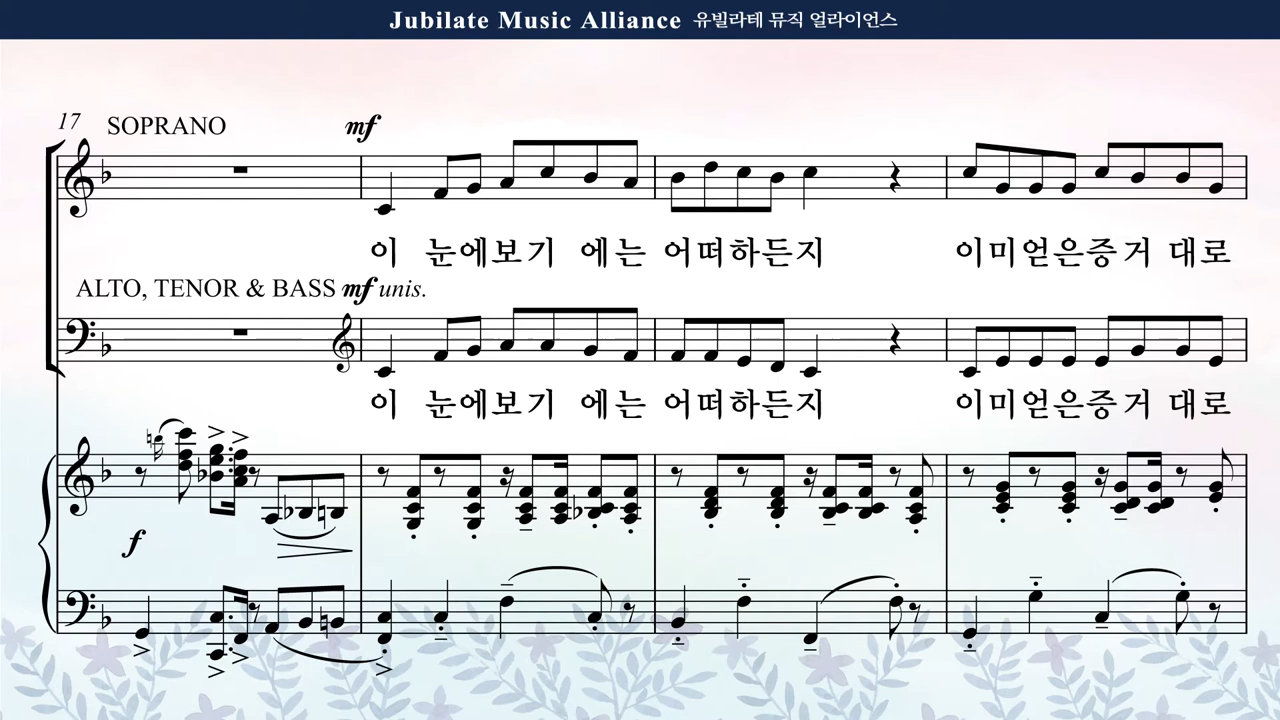 Jubilate Music Alliance 유빌라테 뮤직 얼라이언스
17 SOPRANO mf
이 눈에보기 에는 어떠하든지 이미얻은증거 대로
ALTO, TENOR & BASS mf unis.
이 눈에보기 에는 어떠하든지 이미얻은증거 대로
f